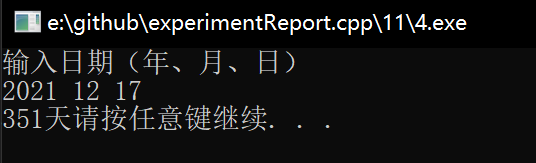 e:\github\experimentReport.cpp\11\4.exe
输入日期（年、月、日）
2021 12 17
351天请按任意键继续. . .